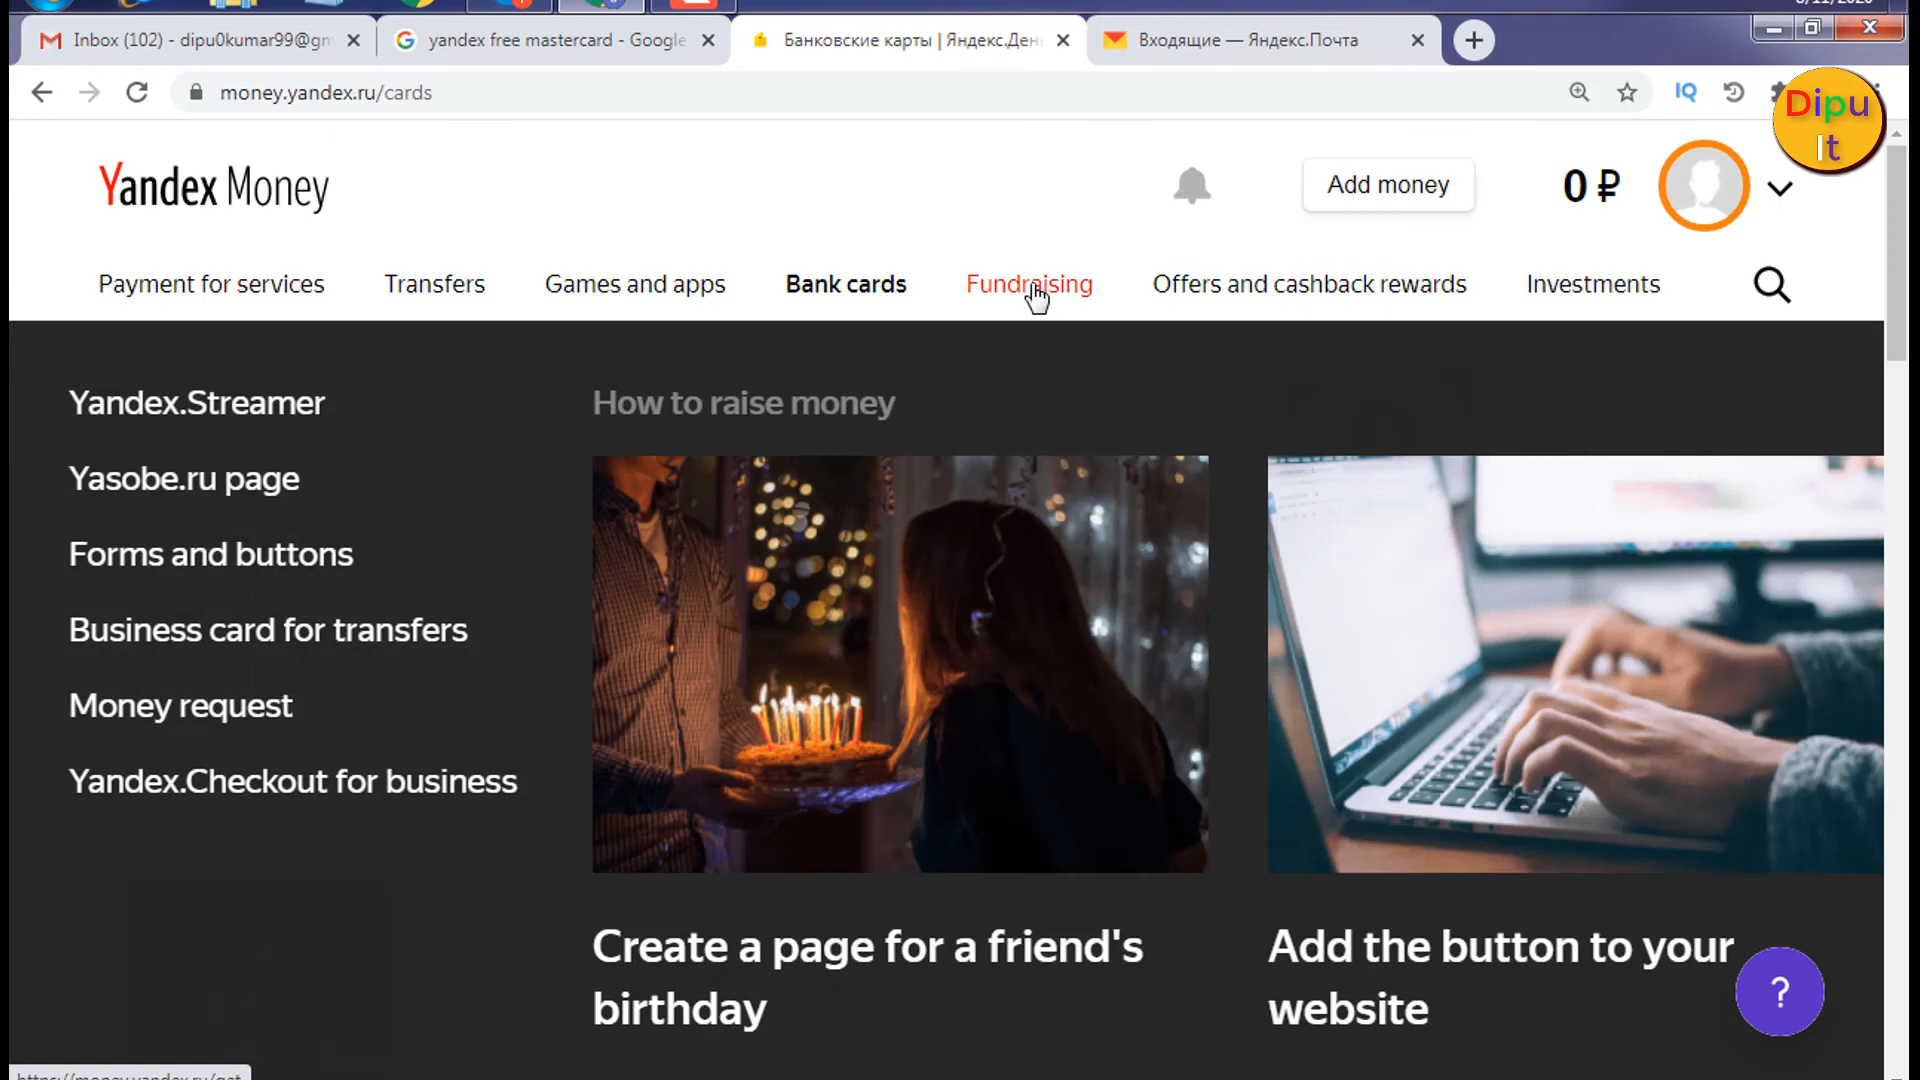 Inbox (102) - dipu0kumar99@gm
yandex free mastercard - Google
Банковские карты | Яндекс.Ден
Входящие — Яндекс.Почта
money.yandex.ru/cards
IQ
Dipu
It
Yandex Money
Add money
0 ₽
Payment for services
Transfers
Games and apps
Bank cards
Fundraising
Offers and cashback rewards
Investments
Yandex.Streamer
How to raise money
Yasobe.ru page
Forms and buttons
Business card for transfers
Money request
Yandex.Checkout for business
Create a page for a friend's
birthday
Add the button to your
website
?